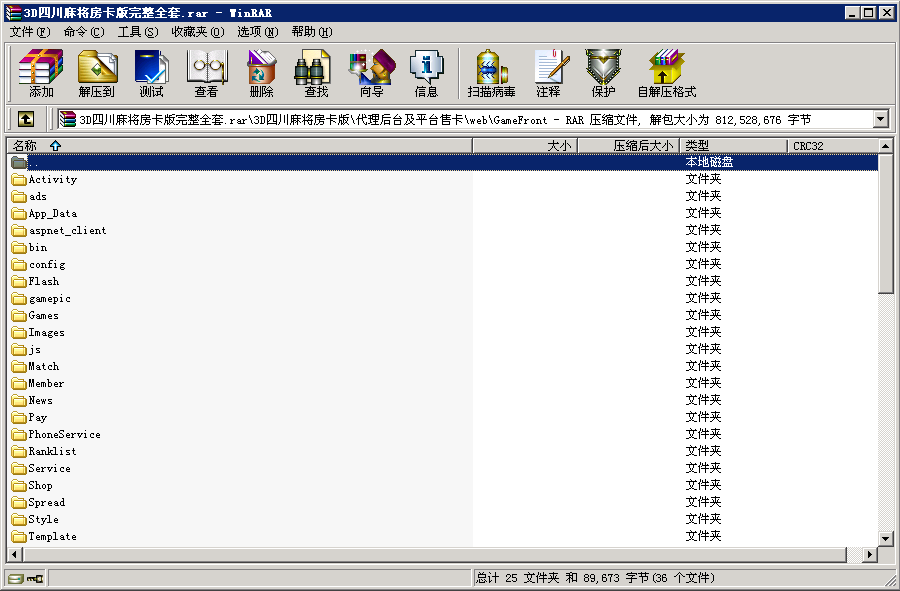 3D四川麻将房卡版完整全套.rar - WinRAR
文件(F) 命令(C) 工具(S) 收藏夹(O) 选项(N) 帮助(H)
添加 解压到 测试 查看 删除 查找 向导 信息 扫描病毒 注释 保护 自解压格式
3D四川麻将房卡版完整全套.rar\3D四川麻将房卡版\代理后台及平台售卡\web\GameFront - RAR 压缩文件, 解包大小为 812,528,676 字节
名称 大小 压缩后大小 类型 CRC32
.. 本地磁盘
Activity 文件夹
ads 文件夹
App_Data 文件夹
aspnet_client 文件夹
bin 文件夹
config 文件夹
Flash 文件夹
gamepic 文件夹
Games 文件夹
Images 文件夹
js 文件夹
Match 文件夹
Member 文件夹
News 文件夹
Pay 文件夹
PhoneService 文件夹
Ranklist 文件夹
Service 文件夹
Shop 文件夹
Spread 文件夹
Style 文件夹
Template 文件夹
总计 25 文件夹 和 89,673 字节(36 个文件)